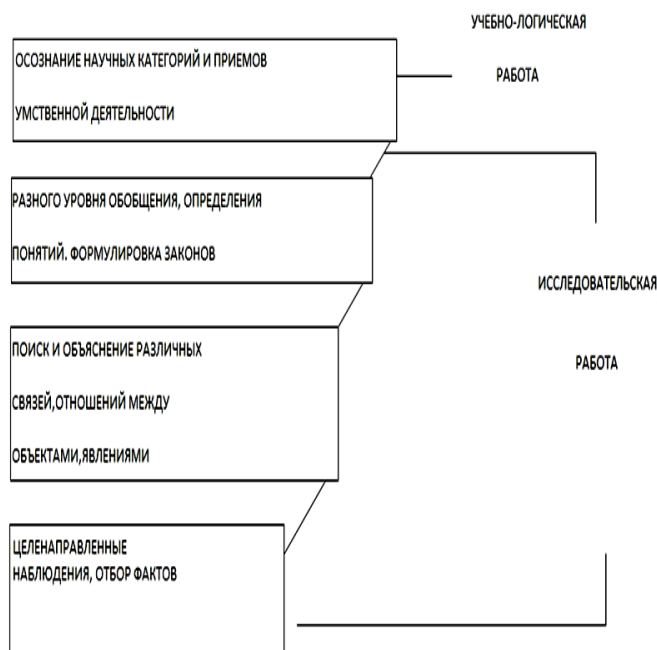 УЧЕБНО-ЛОГИЧЕСКАЯ
РАБОТА
ОСОЗНАНИЕ НАУЧНЫХ КАТЕГОРИЙ И ПРИЕМОВ
УМСТВЕННОЙ ДЕЯТЕЛЬНОСТИ
РАЗНОГО УРОВНЯ ОБОБЩЕНИЯ, ОПРЕДЕЛЕНИЯ
ПОНЯТИЙ. ФОРМУЛИРОВКА ЗАКОНОВ
ИССЛЕДОВАТЕЛЬСКАЯ
РАБОТА
ПОИСК И ОБЪЯСНЕНИЕ РАЗЛИЧНЫХ
СВЯЗЕЙ,ОТНОШЕНИЙ МЕЖДУ
ОБЪЕКТАМИ,ЯВЛЕНИЯМИ
ЦЕЛЕНАПРАВЛЕННЫЕ
НАБЛЮДЕНИЯ, ОТБОР ФАКТОВ